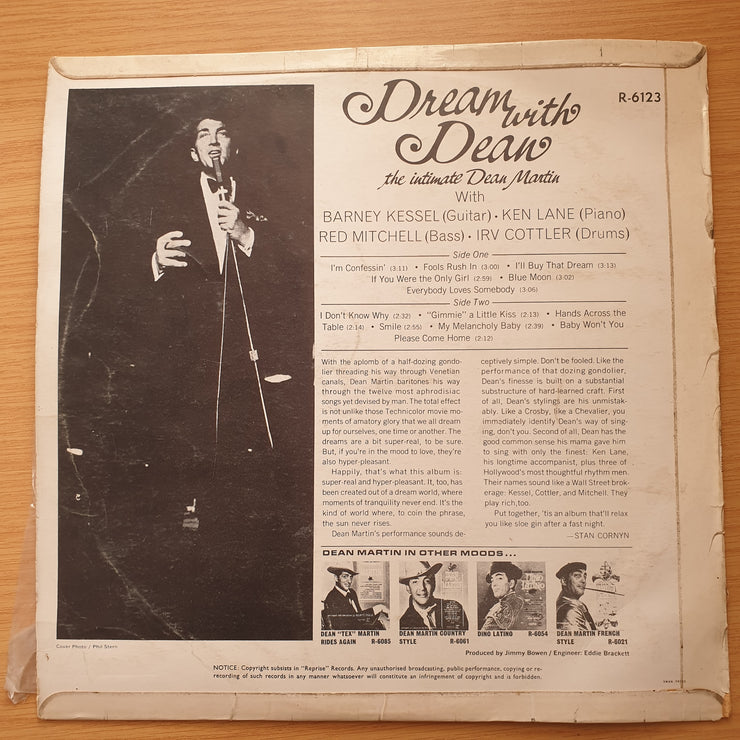 Dream with
Dean
the intimate Dean Martin
R-6123
With
BARNEY KESSEL (Guitar) • KEN LANE (Piano)
RED MITCHELL (Bass) • IRV COTTLER (Drums)
Side One
I'm Confessin' (3:11) • Fools Rush In (3:00) • I'll Buy That Dream (3:13)
If You Were the Only Girl (2:59) • Blue Moon (3:02)
Everybody Loves Somebody (3:06)
Side Two
I Don't Know Why (2:32) • "Gimmie" a Little Kiss (2:13) • Hands Across the
Table (2:14) • Smile (2:55) • My Melancholy Baby (2:39) • Baby Won't You
Please Come Home (2:12)
With the aplomb of a half-dozing gondo-
lier threading his way through Venetian
canals, Dean Martin baritones his way
through the twelve most aphrodisiac
songs yet devised by man. The total effect
is not unlike those Technicolor movie mo-
ments of amatory glory that we all dream
up for ourselves, one time or another. The
dreams are a bit super-real, to be sure.
But, if you're in the mood to love, they're
also hyper-pleasant.
Happily, that's what this album is:
super-real and hyper-pleasant. It, too, has
been created out of a dream world, where
moments of tranquility never end. It's the
kind of world where, to coin the phrase,
the sun never rises.
Dean Martin's performance sounds de-
ceptively simple. Don't be fooled. Like the
performance of that dozing gondolier,
Dean's finesse is built on a substantial
substructure of hard-learned craft. First
of all, Dean's stylings are his unmistak-
ably. Like a Crosby, like a Chevalier, you
immediately identify Dean's way of sing-
ing, don't you. Second of all, Dean has the
good common sense his mama gave him
to sing with only the finest: Ken Lane,
his longtime accompanist, plus three of
Hollywood's most thoughtful rhythm men.
Their names sound like a Wall Street brok-
erage: Kessel, Cottler, and Mitchell. They
play rich, too.
Put together, 'tis an album that'll relax
you like sloe gin after a fast night.
—STAN CORNYN
DEAN MARTIN IN OTHER MOODS...
DEAN "TEX" MARTIN
RIDES AGAIN R-6085
DEAN MARTIN COUNTRY
STYLE R-6061
DINO LATINO R-6054
DEAN MARTIN FRENCH
STYLE R-6021
Cover Photo / Phil Stern
Produced by Jimmy Bowen / Engineer: Eddie Brackett
NOTICE: Copyright subsists in "Reprise" Records. Any unauthorised broadcasting, public performance, copying or re-
recording of such records in any manner whatsoever will constitute an infringement of copyright and is forbidden.